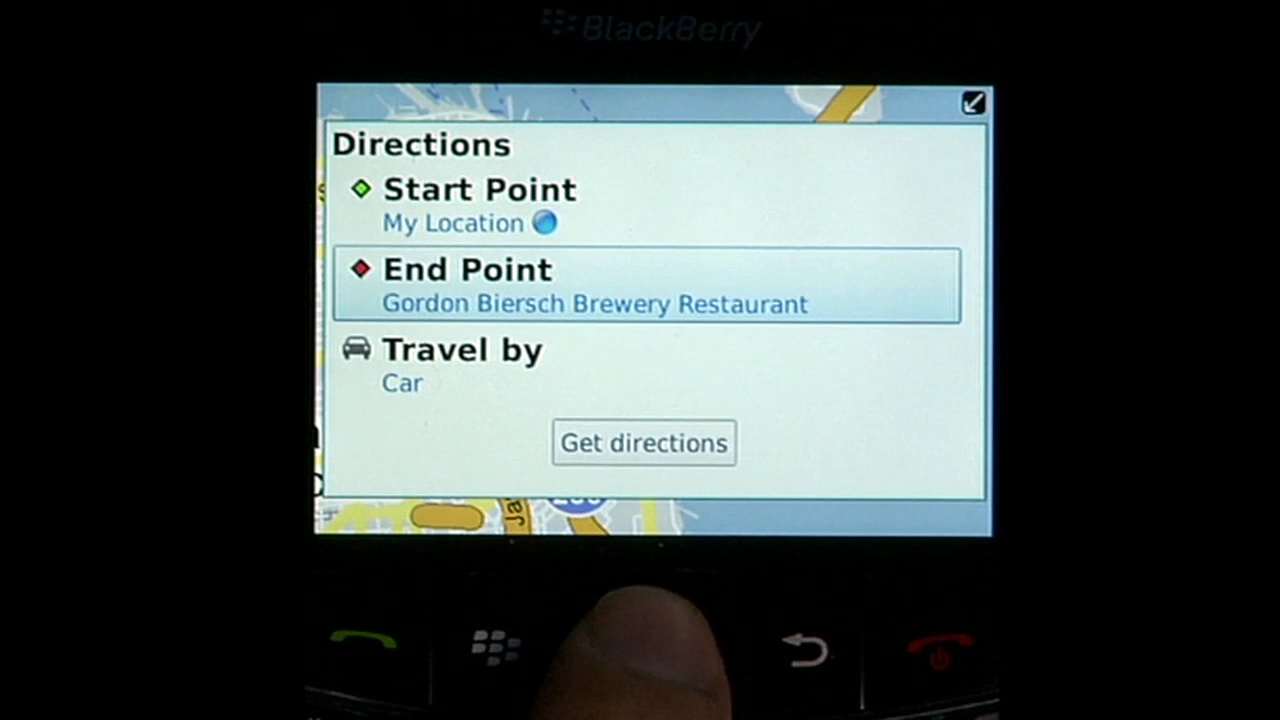 BlackBerry
Directions
Start Point
My Location
End Point
Gordon Biersch Brewery Restaurant
Travel by
Car
Get directions